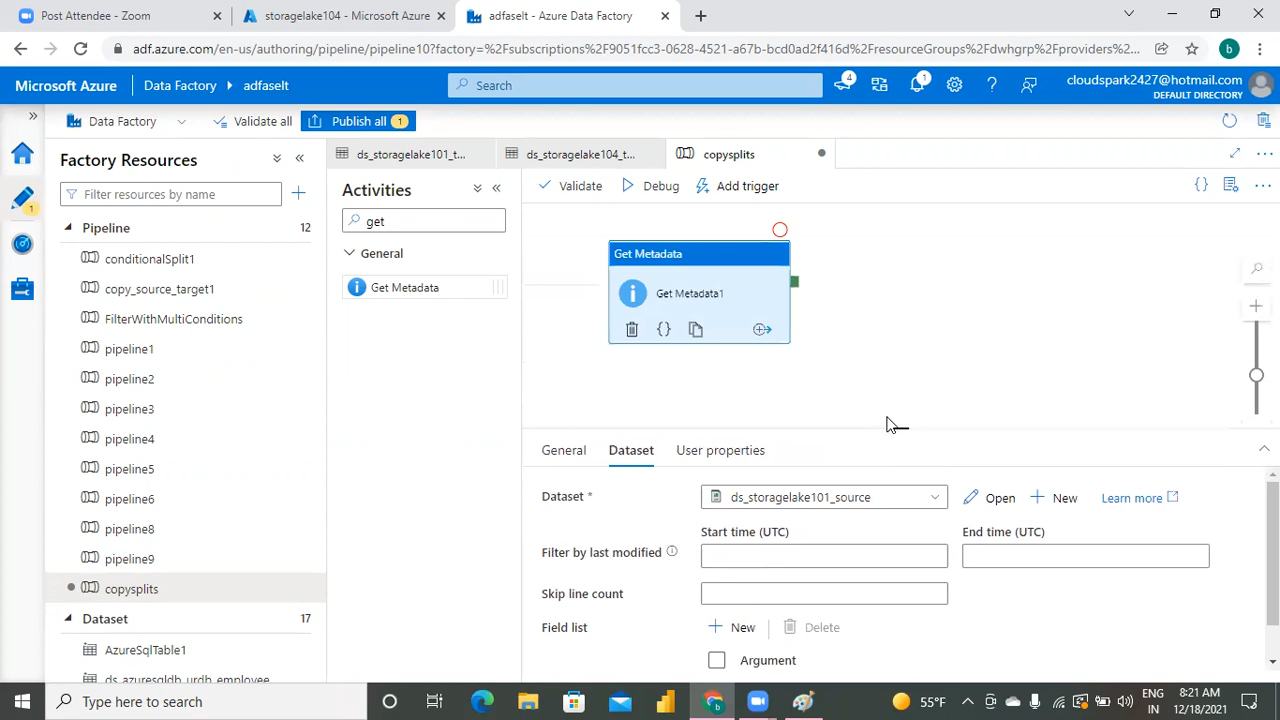 Post Attendee - Zoom
storagelake104 - Microsoft Azure
adfaselt - Azure Data Factory
adf.azure.com/en-us/authoring/pipeline/pipeline10?factory=%2Fsubscriptions%2F9051fcc3-0628-4521-a67b-bcd0ad2f416d%2FresourceGroups%2Fdwhgrp%2Fproviders%2...
b
Microsoft Azure
Data Factory
adfaselt
Search
4
1
cloudspark2427@hotmail.com
DEFAULT DIRECTORY
Data Factory
Validate all
Publish all 1
1
Factory Resources
Filter resources by name
Pipeline 12
conditionalSplit1
copy_source_target1
FilterWithMultiConditions
pipeline1
pipeline2
pipeline3
pipeline4
pipeline5
pipeline6
pipeline8
pipeline9
copysplits
Dataset 17
AzureSqlTable1
ds_azuresqldb_urdb_employee
ds_storagelake101_t...
ds_storagelake104_t...
copysplits
Activities
get
General
Get Metadata
Validate
Debug
Add trigger
Get Metadata
Get Metadata1
General
Dataset
User properties
Dataset *
ds_storagelake101_source
Open
New
Learn more
Start time (UTC)
End time (UTC)
Filter by last modified
Skip line count
Field list
New
Delete
Argument
Type here to search
b
55°F
ENG
IN
8:21 AM
12/18/2021